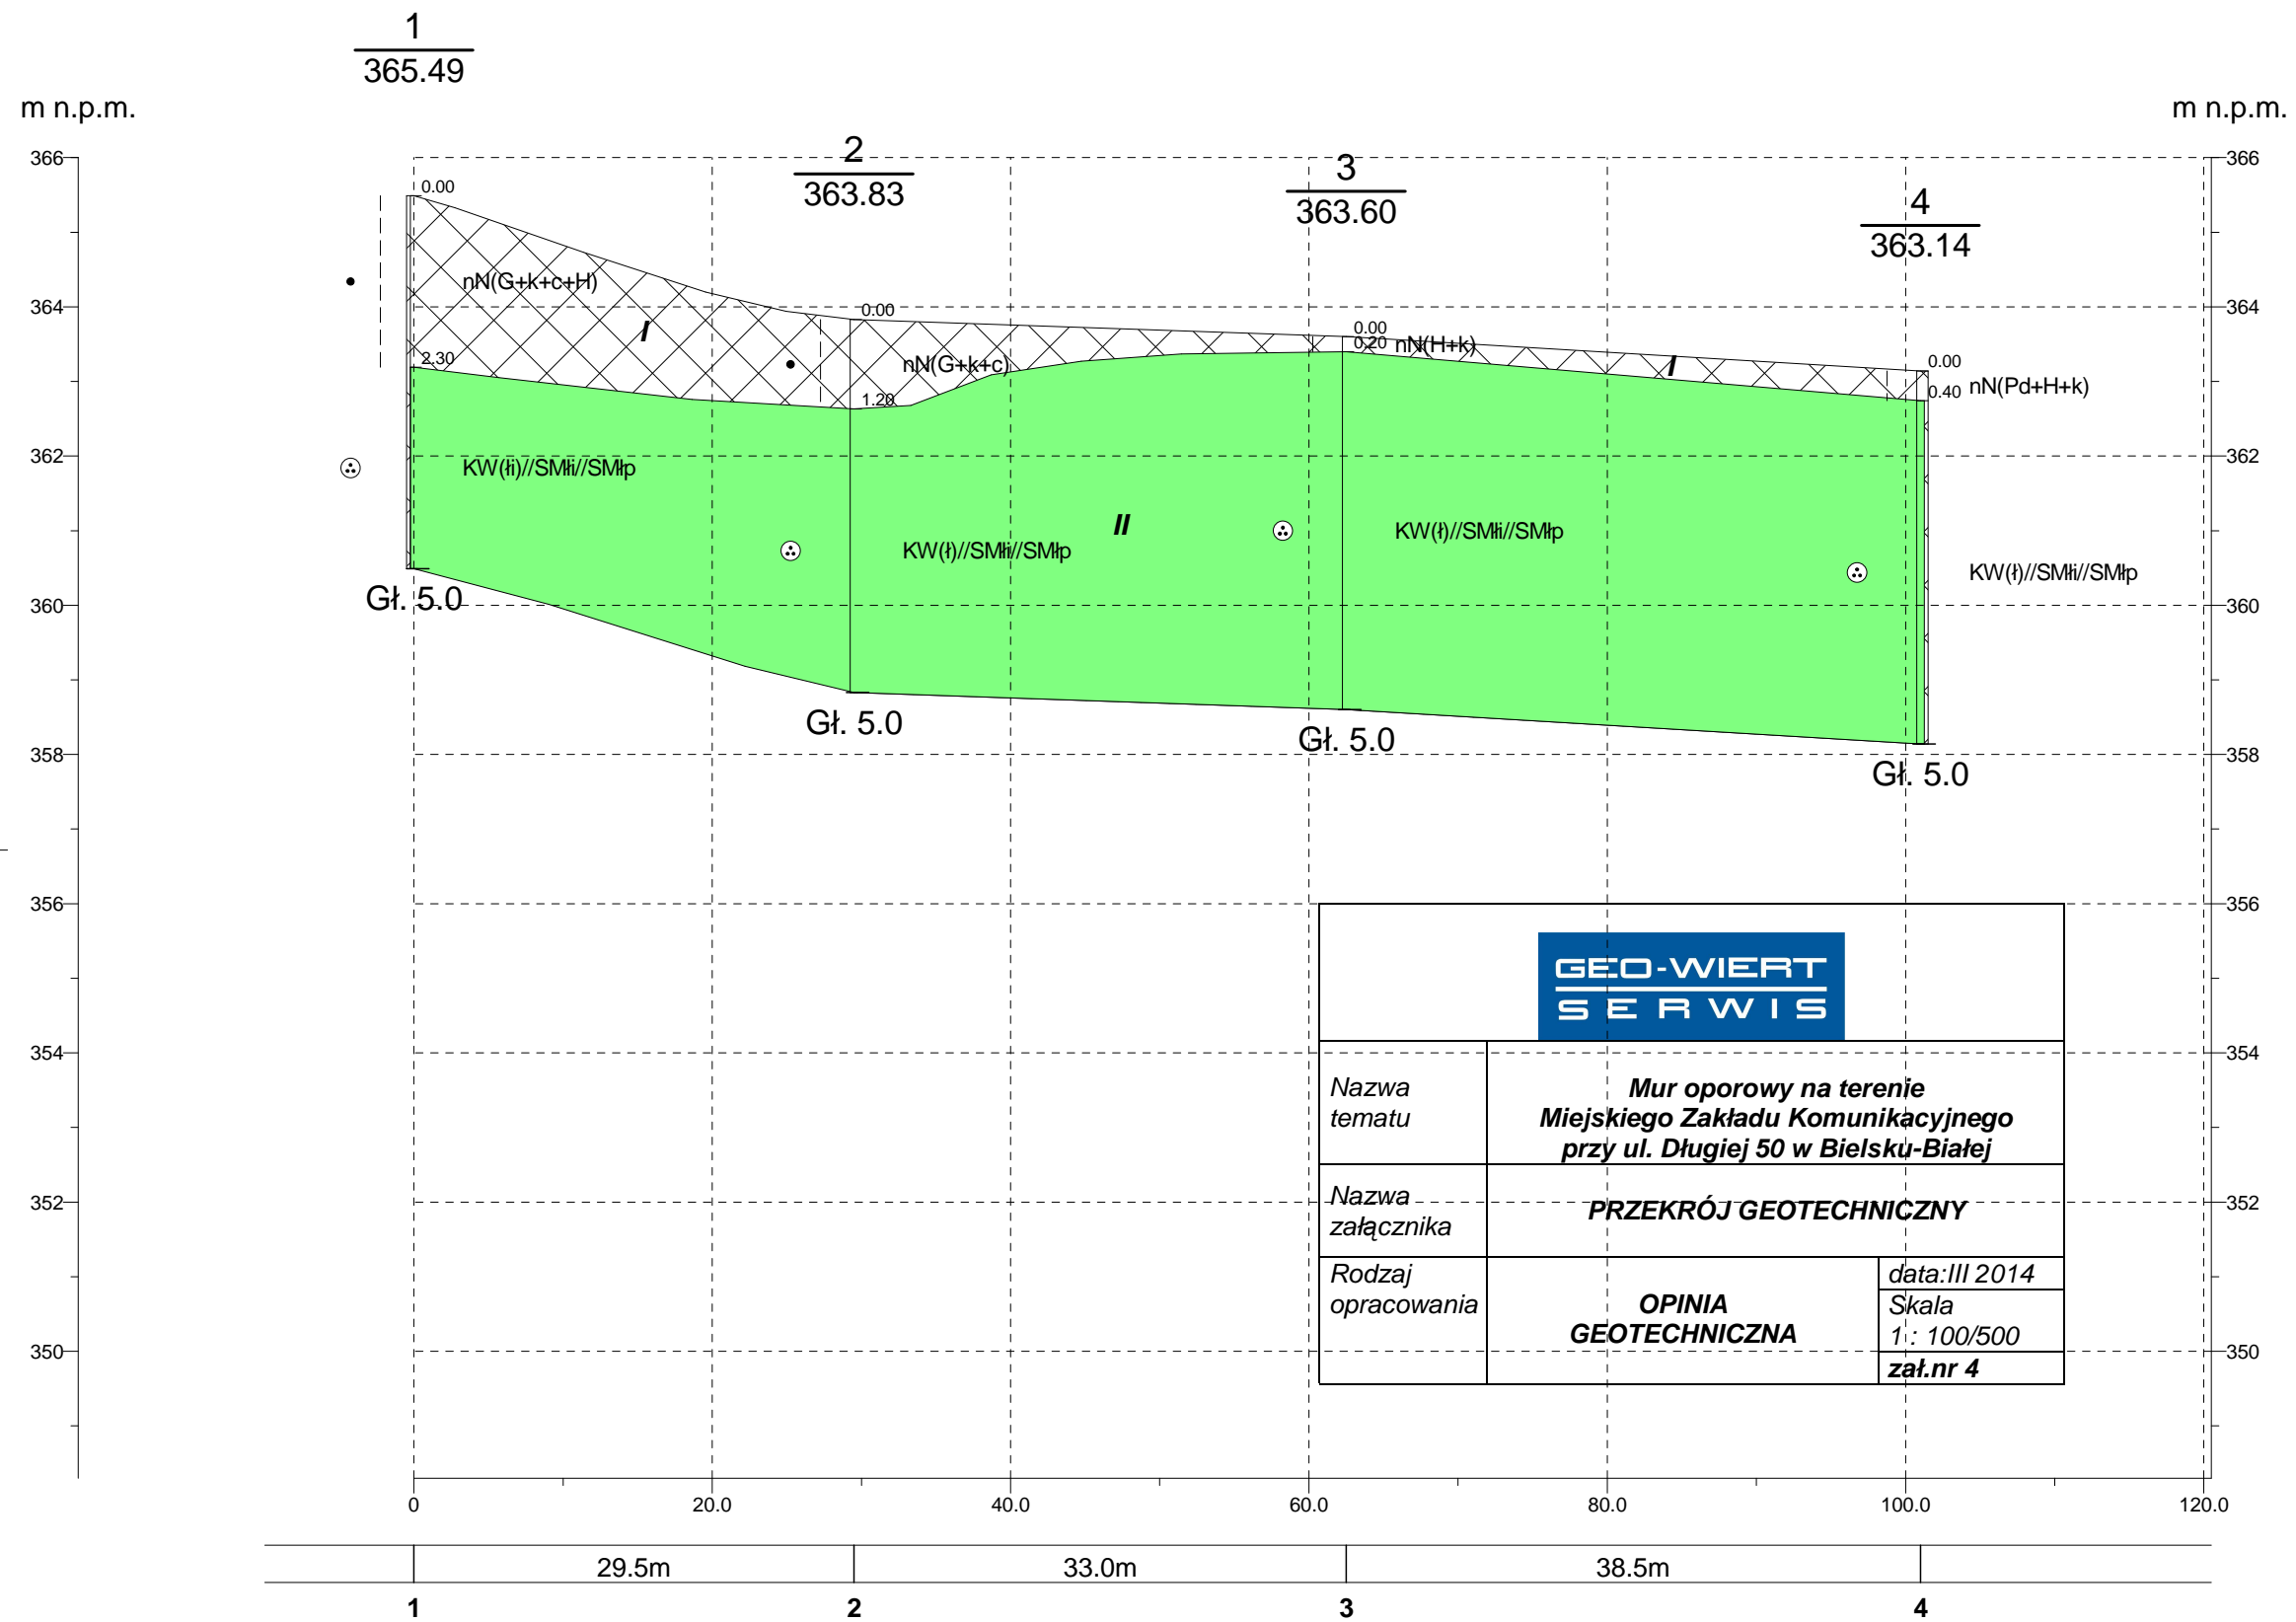 1
365.49
m n.p.m.
m n.p.m.
2
363.83
3
363.60
4
363.14
366
366
364
364
362
362
360
360
358
358
356
356
354
354
352
352
350
350
0.00
nN(G+k+c+H)
I
2.30
0.00
nN(G+k+c)
1.20
0.00
0.20
nN(H+k)
I
0.00
0.40
nN(Pd+H+k)
KW(łi)//SMłi//SMłp
KW(ł)//SMłi//SMłp
II
KW(ł)//SMłi//SMłp
KW(ł)//SMłi//SMłp
Gł. 5.0
Gł. 5.0
Gł. 5.0
Gł. 5.0
GEO-WIERT
SERWIS
Nazwa
tematu
Mur oporowy na terenie
Miejskiego Zakładu Komunikacyjnego
przy ul. Długiej 50 w Bielsku-Białej
Nazwa
załącznika
PRZEKRÓJ GEOTECHNICZNY
Rodzaj
opracowania
OPINIA
GEOTECHNICZNA
data:III 2014
Skala
1 : 100/500
zał.nr 4
0
20.0
40.0
60.0
80.0
100.0
120.0
29.5m
33.0m
38.5m
1
2
3
4